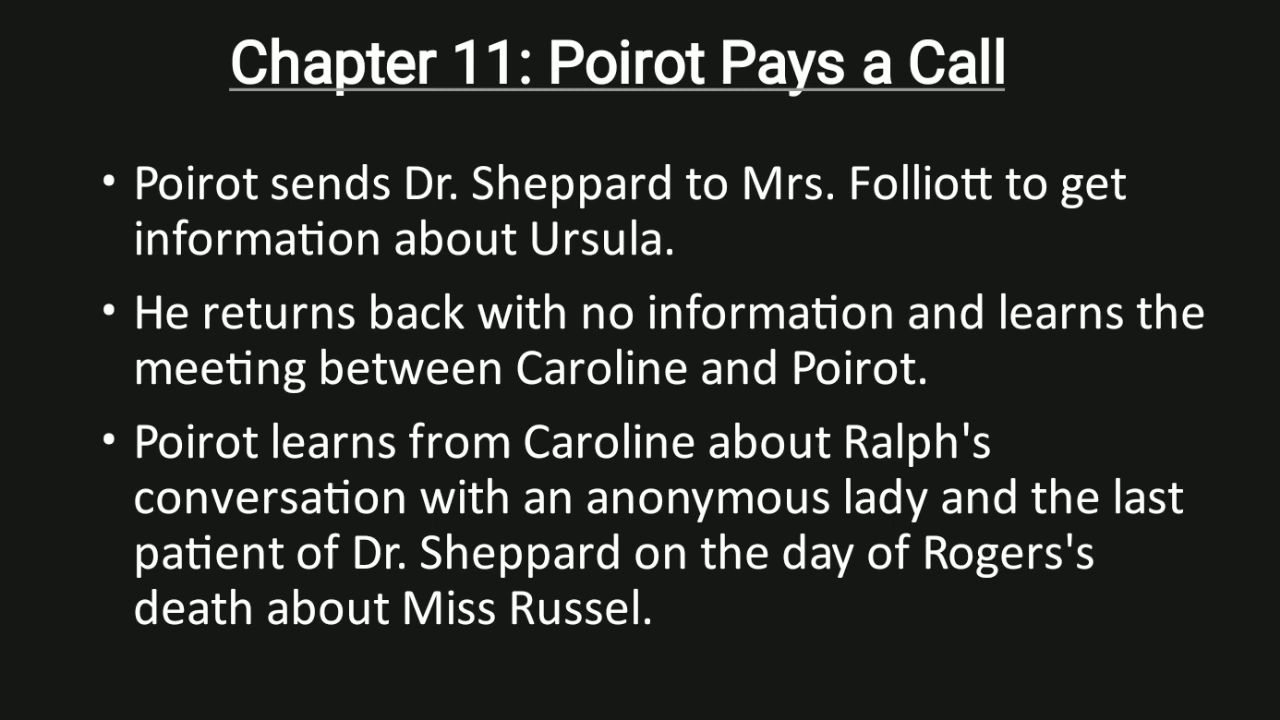 Chapter 11: Poirot Pays a Call
• Poirot sends Dr. Sheppard to Mrs. Folliott to get
information about Ursula.
• He returns back with no information and learns the
meeting between Caroline and Poirot.
• Poirot learns from Caroline about Ralph's
conversation with an anonymous lady and the last
patient of Dr. Sheppard on the day of Rogers's
death about Miss Russel.